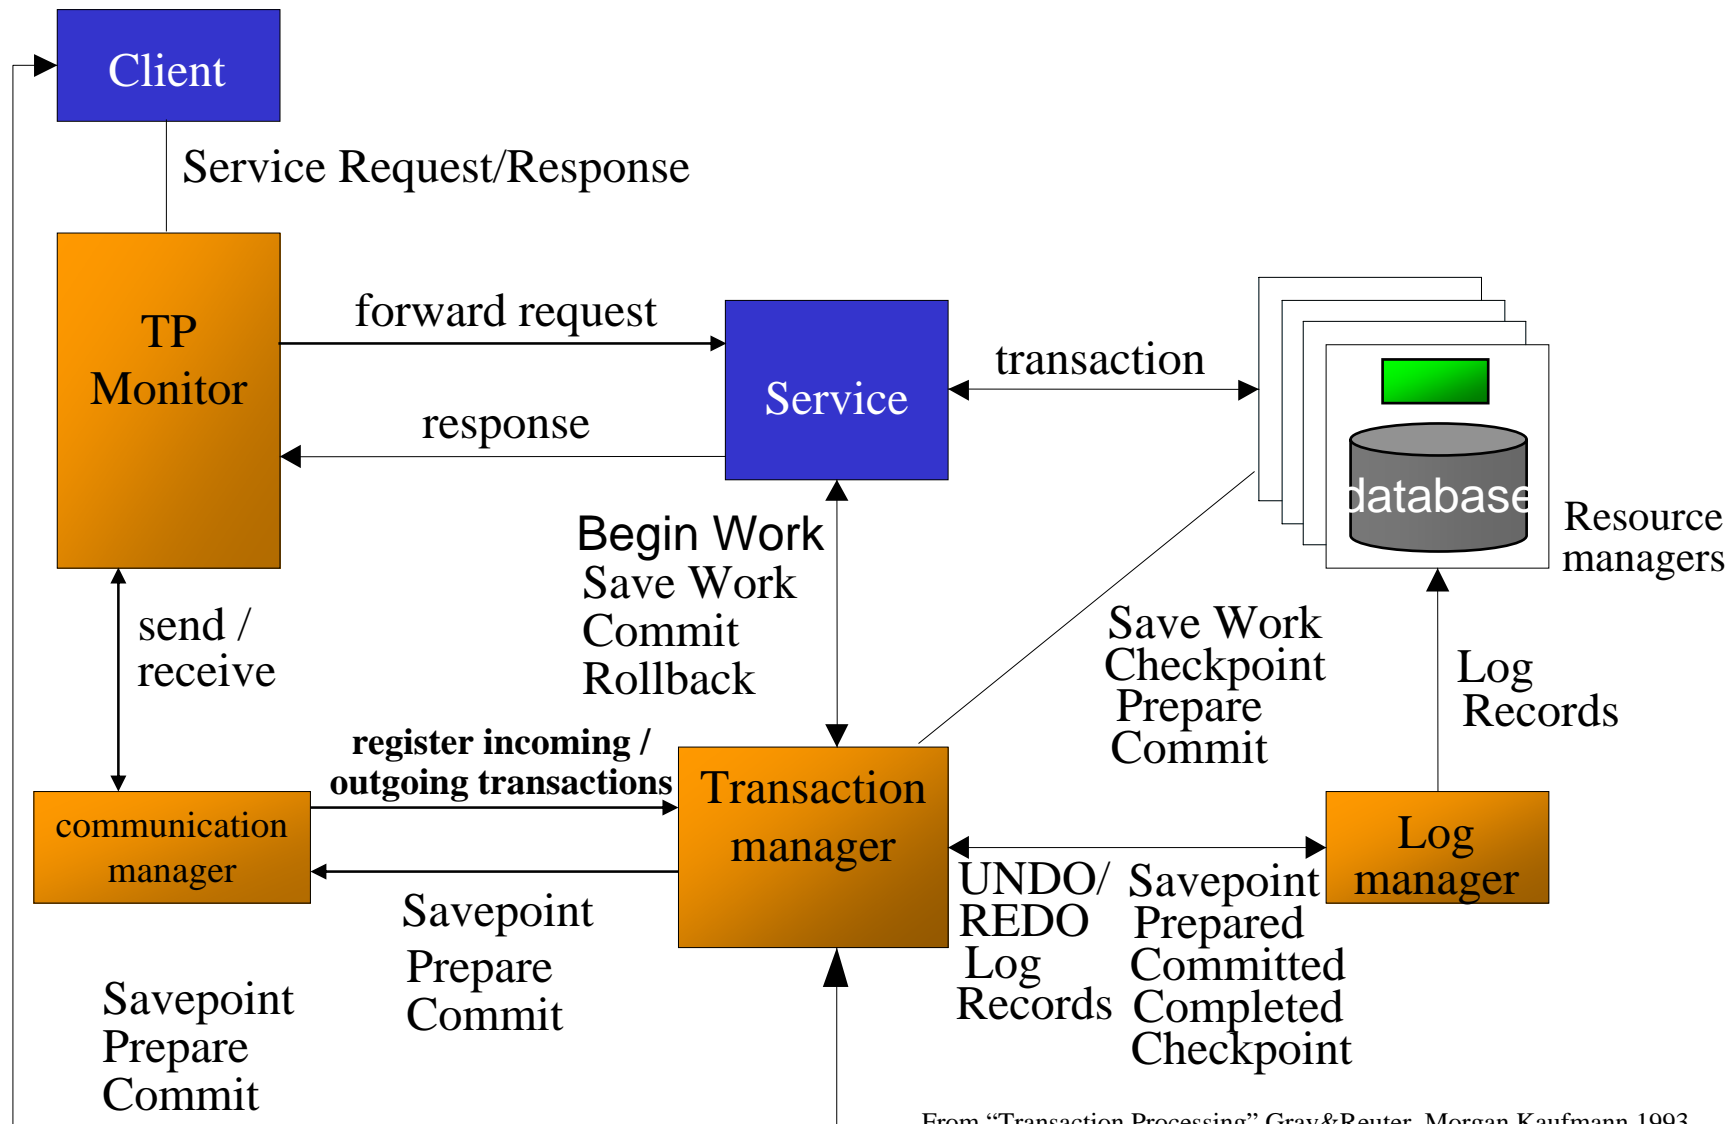 Client
Service Request/Response
TP
Monitor
forward request
response
Service
transaction
database
Resource
managers
Begin Work
Save Work
Commit
Rollback
send /
receive
Save Work
Checkpoint
Prepare
Commit
Log
Records
register incoming /
outgoing transactions
communication
manager
Transaction
manager
Log
manager
Savepoint
Prepare
Commit
UNDO/
REDO
Log
Records
Savepoint
Prepared
Committed
Completed
Checkpoint
Savepoint
Prepare
Commit
From “Transaction Processing” Gray&Reuter. Morgan Kaufmann 1993